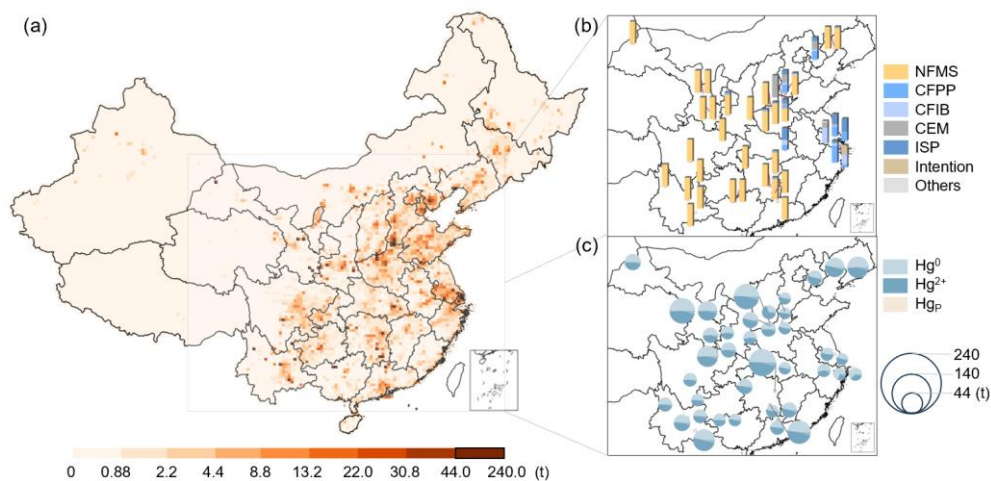 (a)
(b)
NFMS
CFPP
CFIB
CEM
ISP
Intention
Others
(c)
Hg⁰
Hg²⁺
Hgₚ
240
140
44 (t)
0 0.88 2.2 4.4 8.8 13.2 22.0 30.8 44.0 240.0 (t)